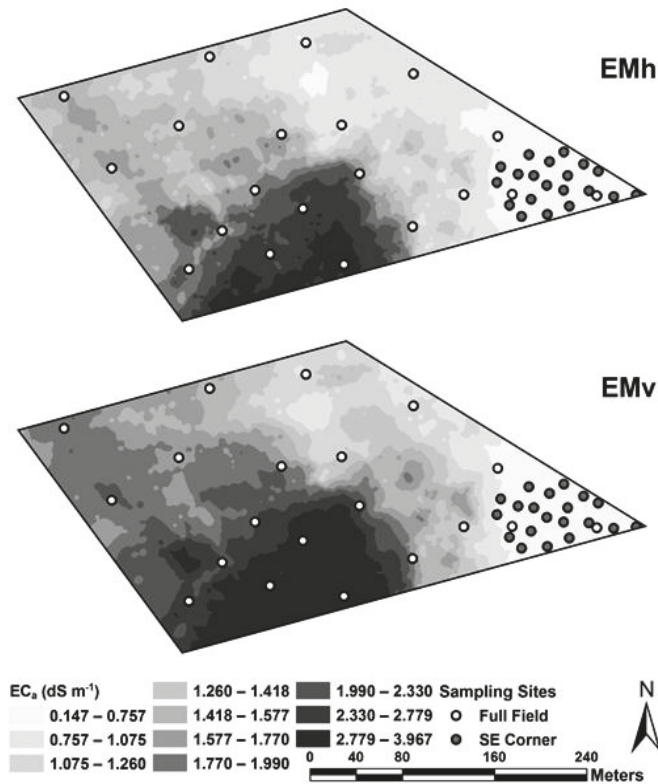 EMh
EMv
ECa (dS m⁻¹)
0.147 – 0.757
0.757 – 1.075
1.075 – 1.260
1.260 – 1.418
1.418 – 1.577
1.577 – 1.770
1.770 – 1.990
1.990 – 2.330
2.330 – 2.779
2.779 – 3.967
Sampling Sites
Full Field
SE Corner
N
0 40 80 160 240
Meters